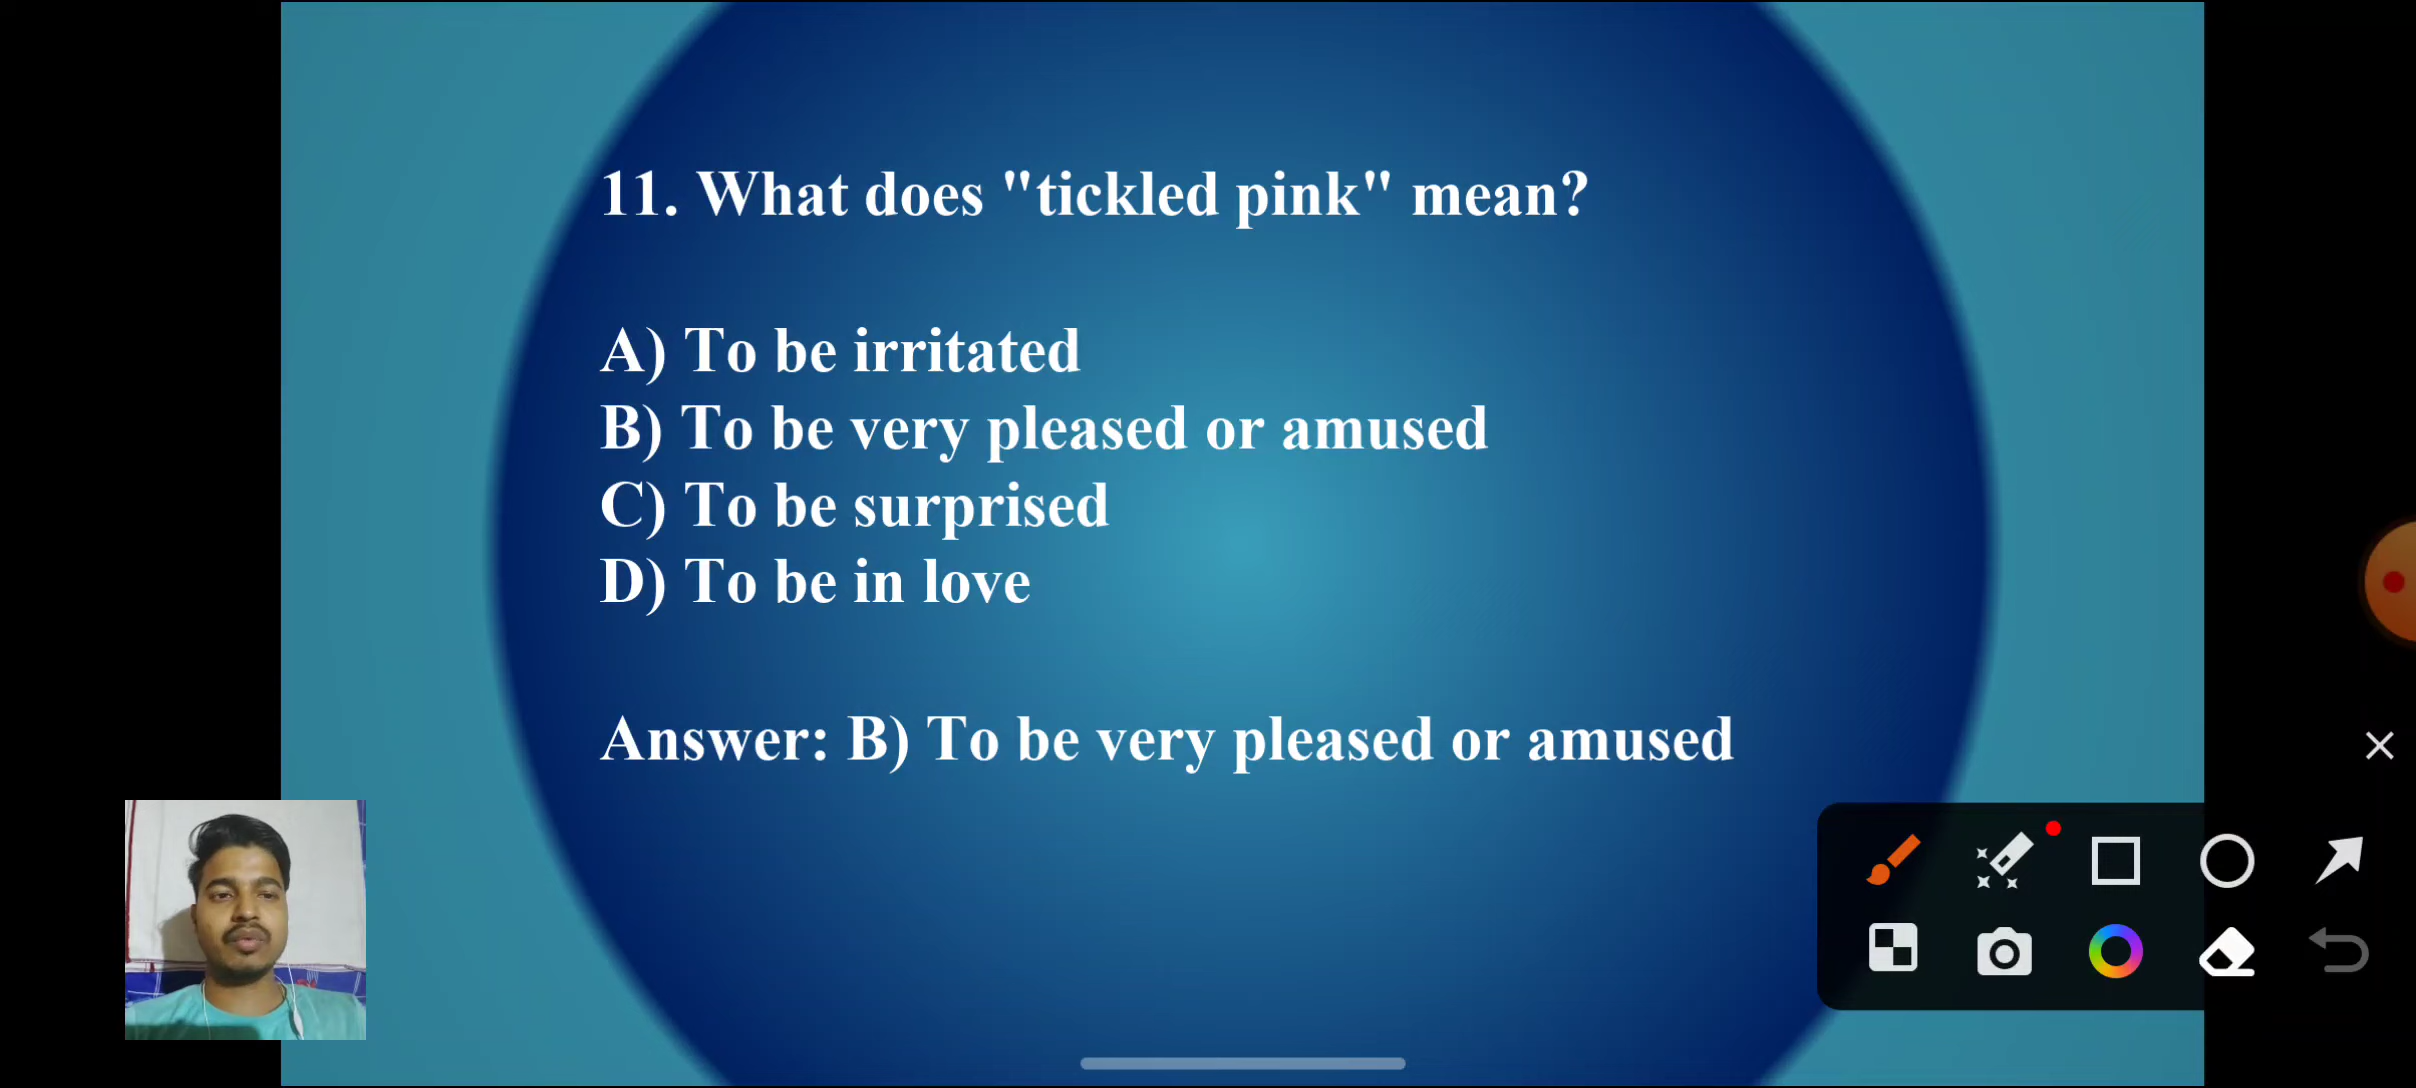 11. What does "tickled pink" mean?
A) To be irritated
B) To be very pleased or amused
C) To be surprised
D) To be in love
Answer: B) To be very pleased or amused